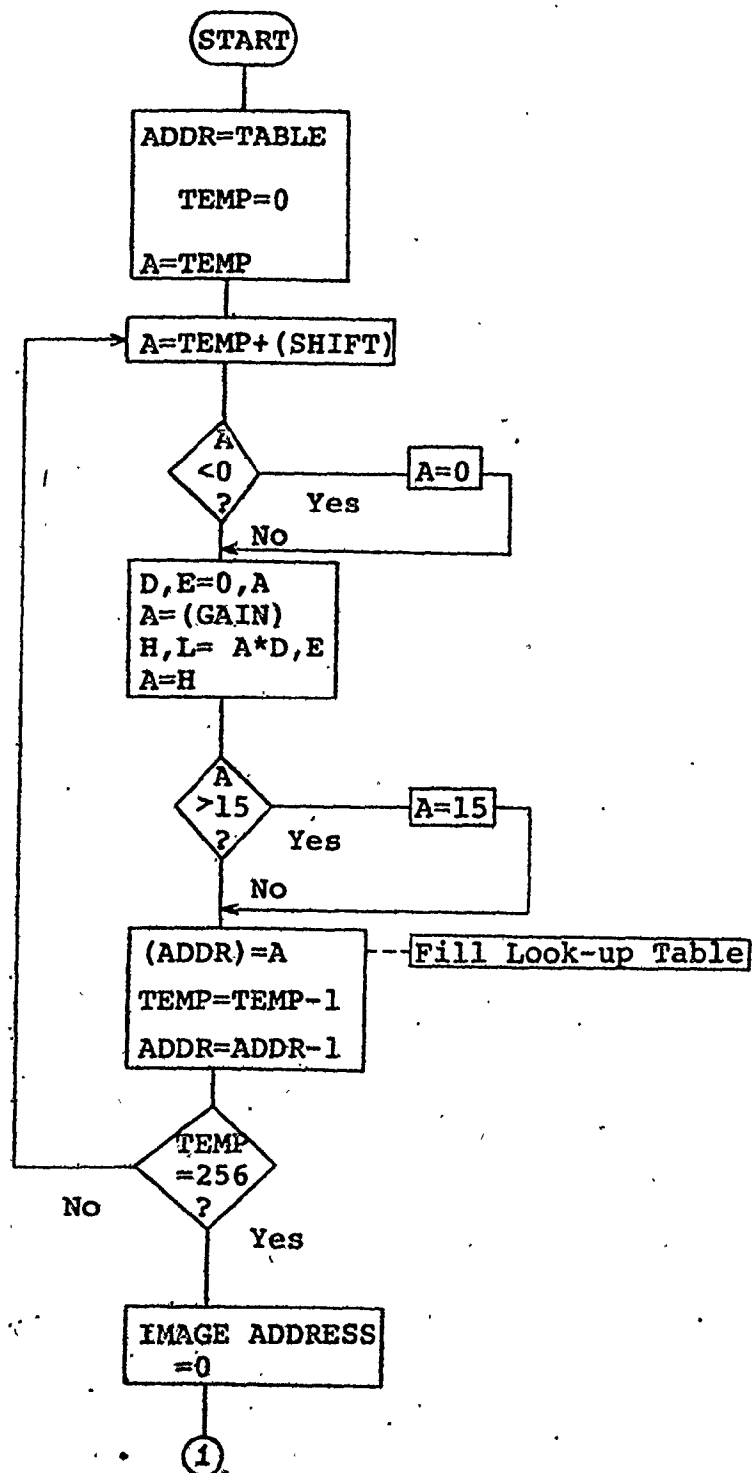 START
ADDR=TABLE
TEMP=0
A=TEMP
A=TEMP+(SHIFT)
A
<0
?
Yes
A=0
No
D,E=0,A
A=(GAIN)
H,L= A*D,E
A=H
A
>15
?
Yes
A=15
No
(ADDR)=A
Fill Look-up Table
TEMP=TEMP-1
ADDR=ADDR-1
TEMP
=256
?
No
Yes
IMAGE ADDRESS
=0
1